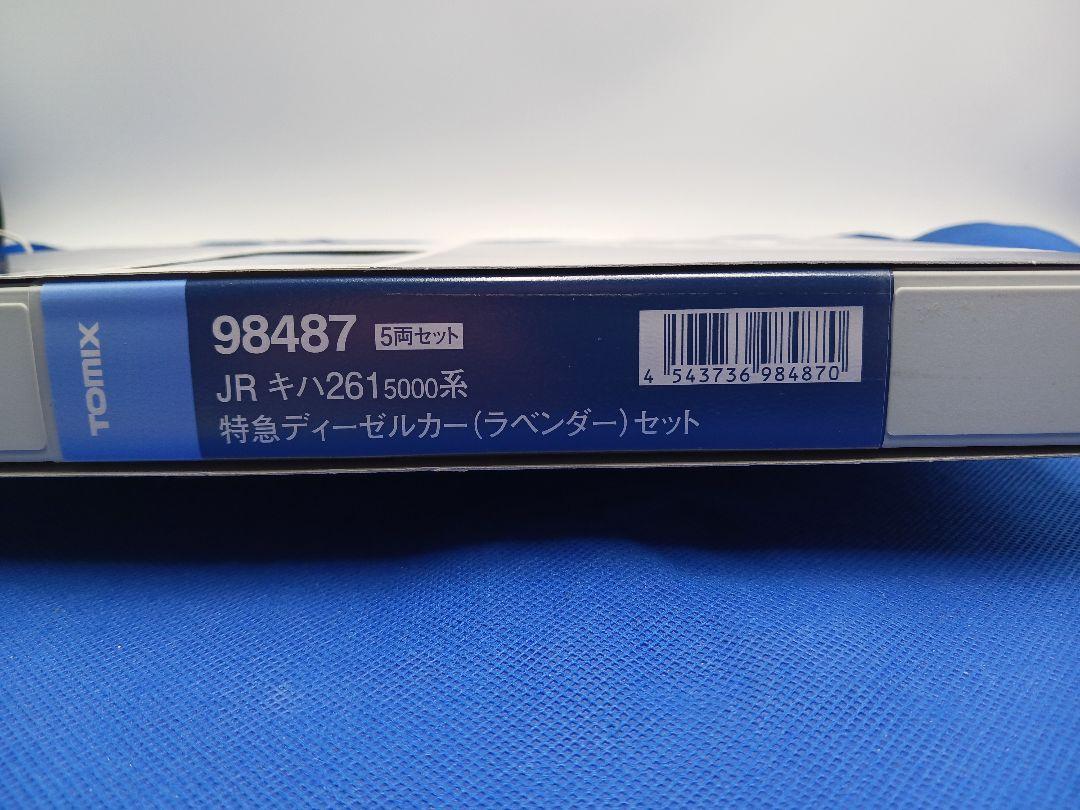 TOMIX
98487 5両セット
JR キハ261 5000系
特急ディーゼルカー(ラベンダー)セット
4 543736 984870